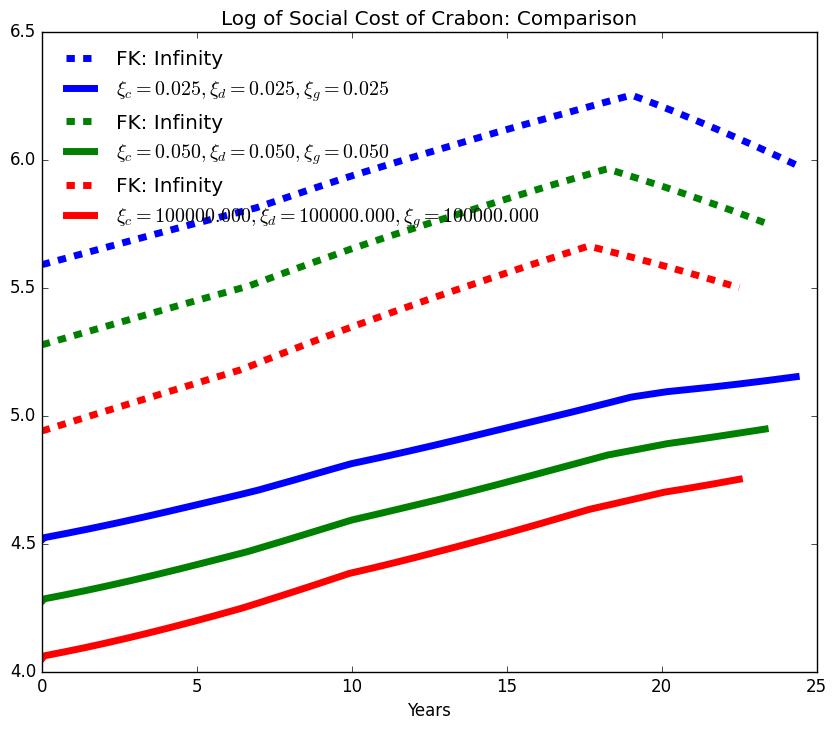 Log of Social Cost of Crabon: Comparison
6.5
FK: Infinity
ξc = 0.025, ξd = 0.025, ξg = 0.025
FK: Infinity
ξc = 0.050, ξd = 0.050, ξg = 0.050
FK: Infinity
ξc = 100000.000, ξd = 100000.000, ξg = 100000.000
6.0
5.5
5.0
4.5
4.0
0 5 10 15 20 25
Years